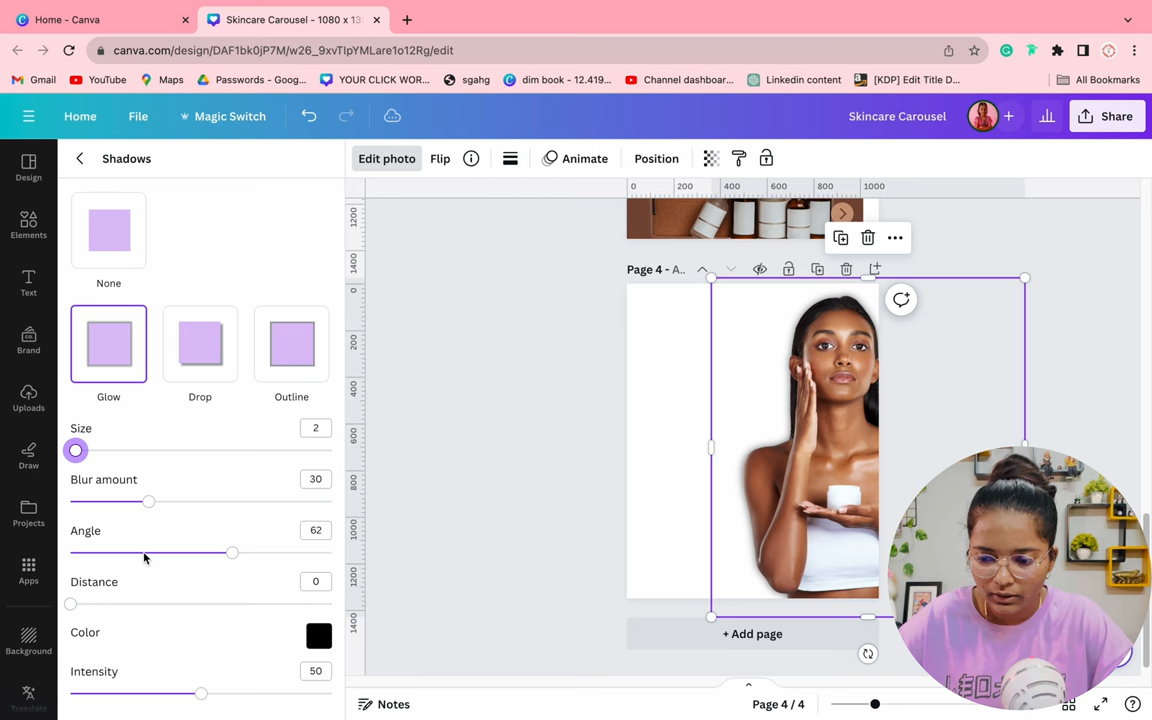 Home - Canva
Skincare Carousel - 1080 x 13
canva.com/design/DAF1bk0jP7M/w26_9xvTIpYMLare1o12Rg/edit
Gmail
YouTube
Maps
Passwords - Goog...
YOUR CLICK WOR...
sgahg
dim book - 12.419...
Channel dashboar...
Linkedin content
[KDP] Edit Title D...
All Bookmarks
Home
File
Magic Switch
Skincare Carousel
Share
Design
Elements
Text
Brand
Uploads
Draw
Projects
Apps
Background
Translate
Shadows
None
Glow
Drop
Outline
Size
2
Blur amount
30
Angle
62
Distance
0
Color
Intensity
50
Edit photo
Flip
Animate
Position
0
200
400
600
800
1000
1200
1400
0
200
400
600
800
1000
1200
1400
Page 4 - A..
+ Add page
Notes
Page 4 / 4